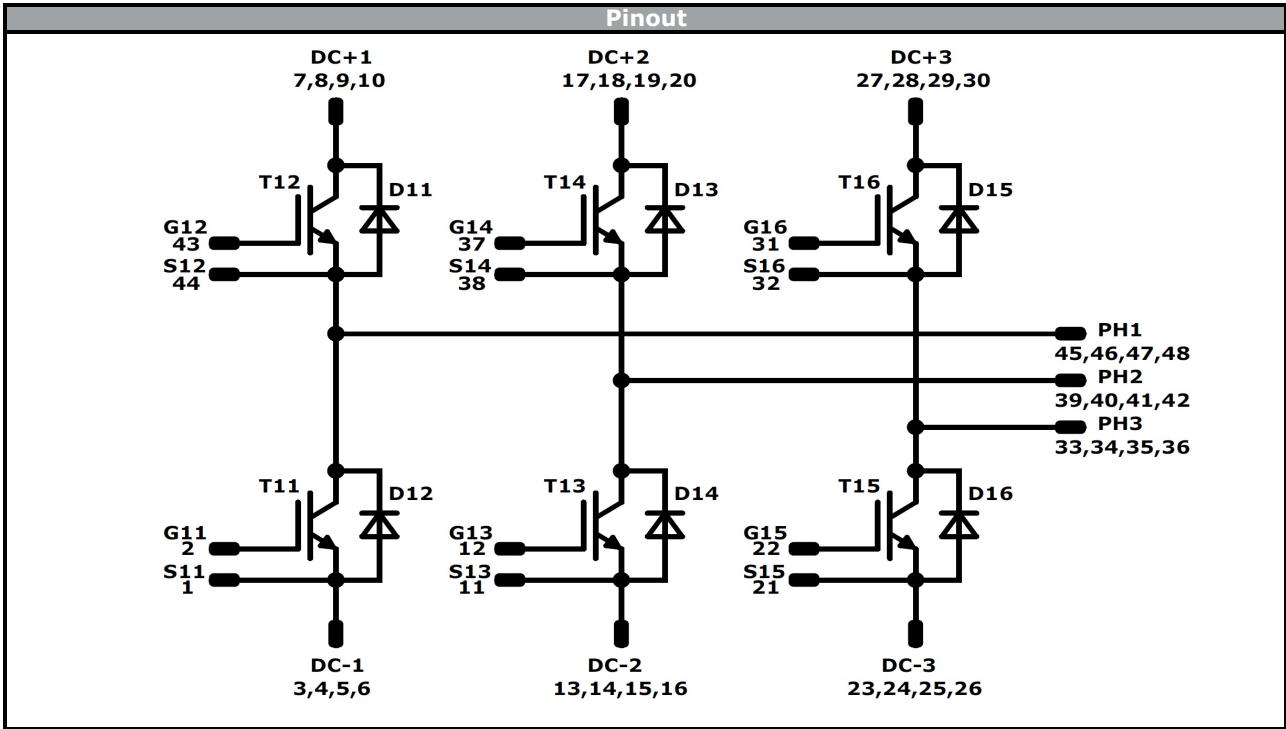 Pinout
DC+1 DC+2 DC+3
7,8,9,10 17,18,19,20 27,28,29,30
T12 D11 T14 D13 T16 D15
G12 G14 G16
43 37 31
S12 S14 S16
44 38 32
PH1
45,46,47,48
PH2
39,40,41,42
PH3
33,34,35,36
T11 D12 T13 D14 T15 D16
G11 G13 G15
2 12 22
S11 S13 S15
1 11 21
DC-1 DC-2 DC-3
3,4,5,6 13,14,15,16 23,24,25,26